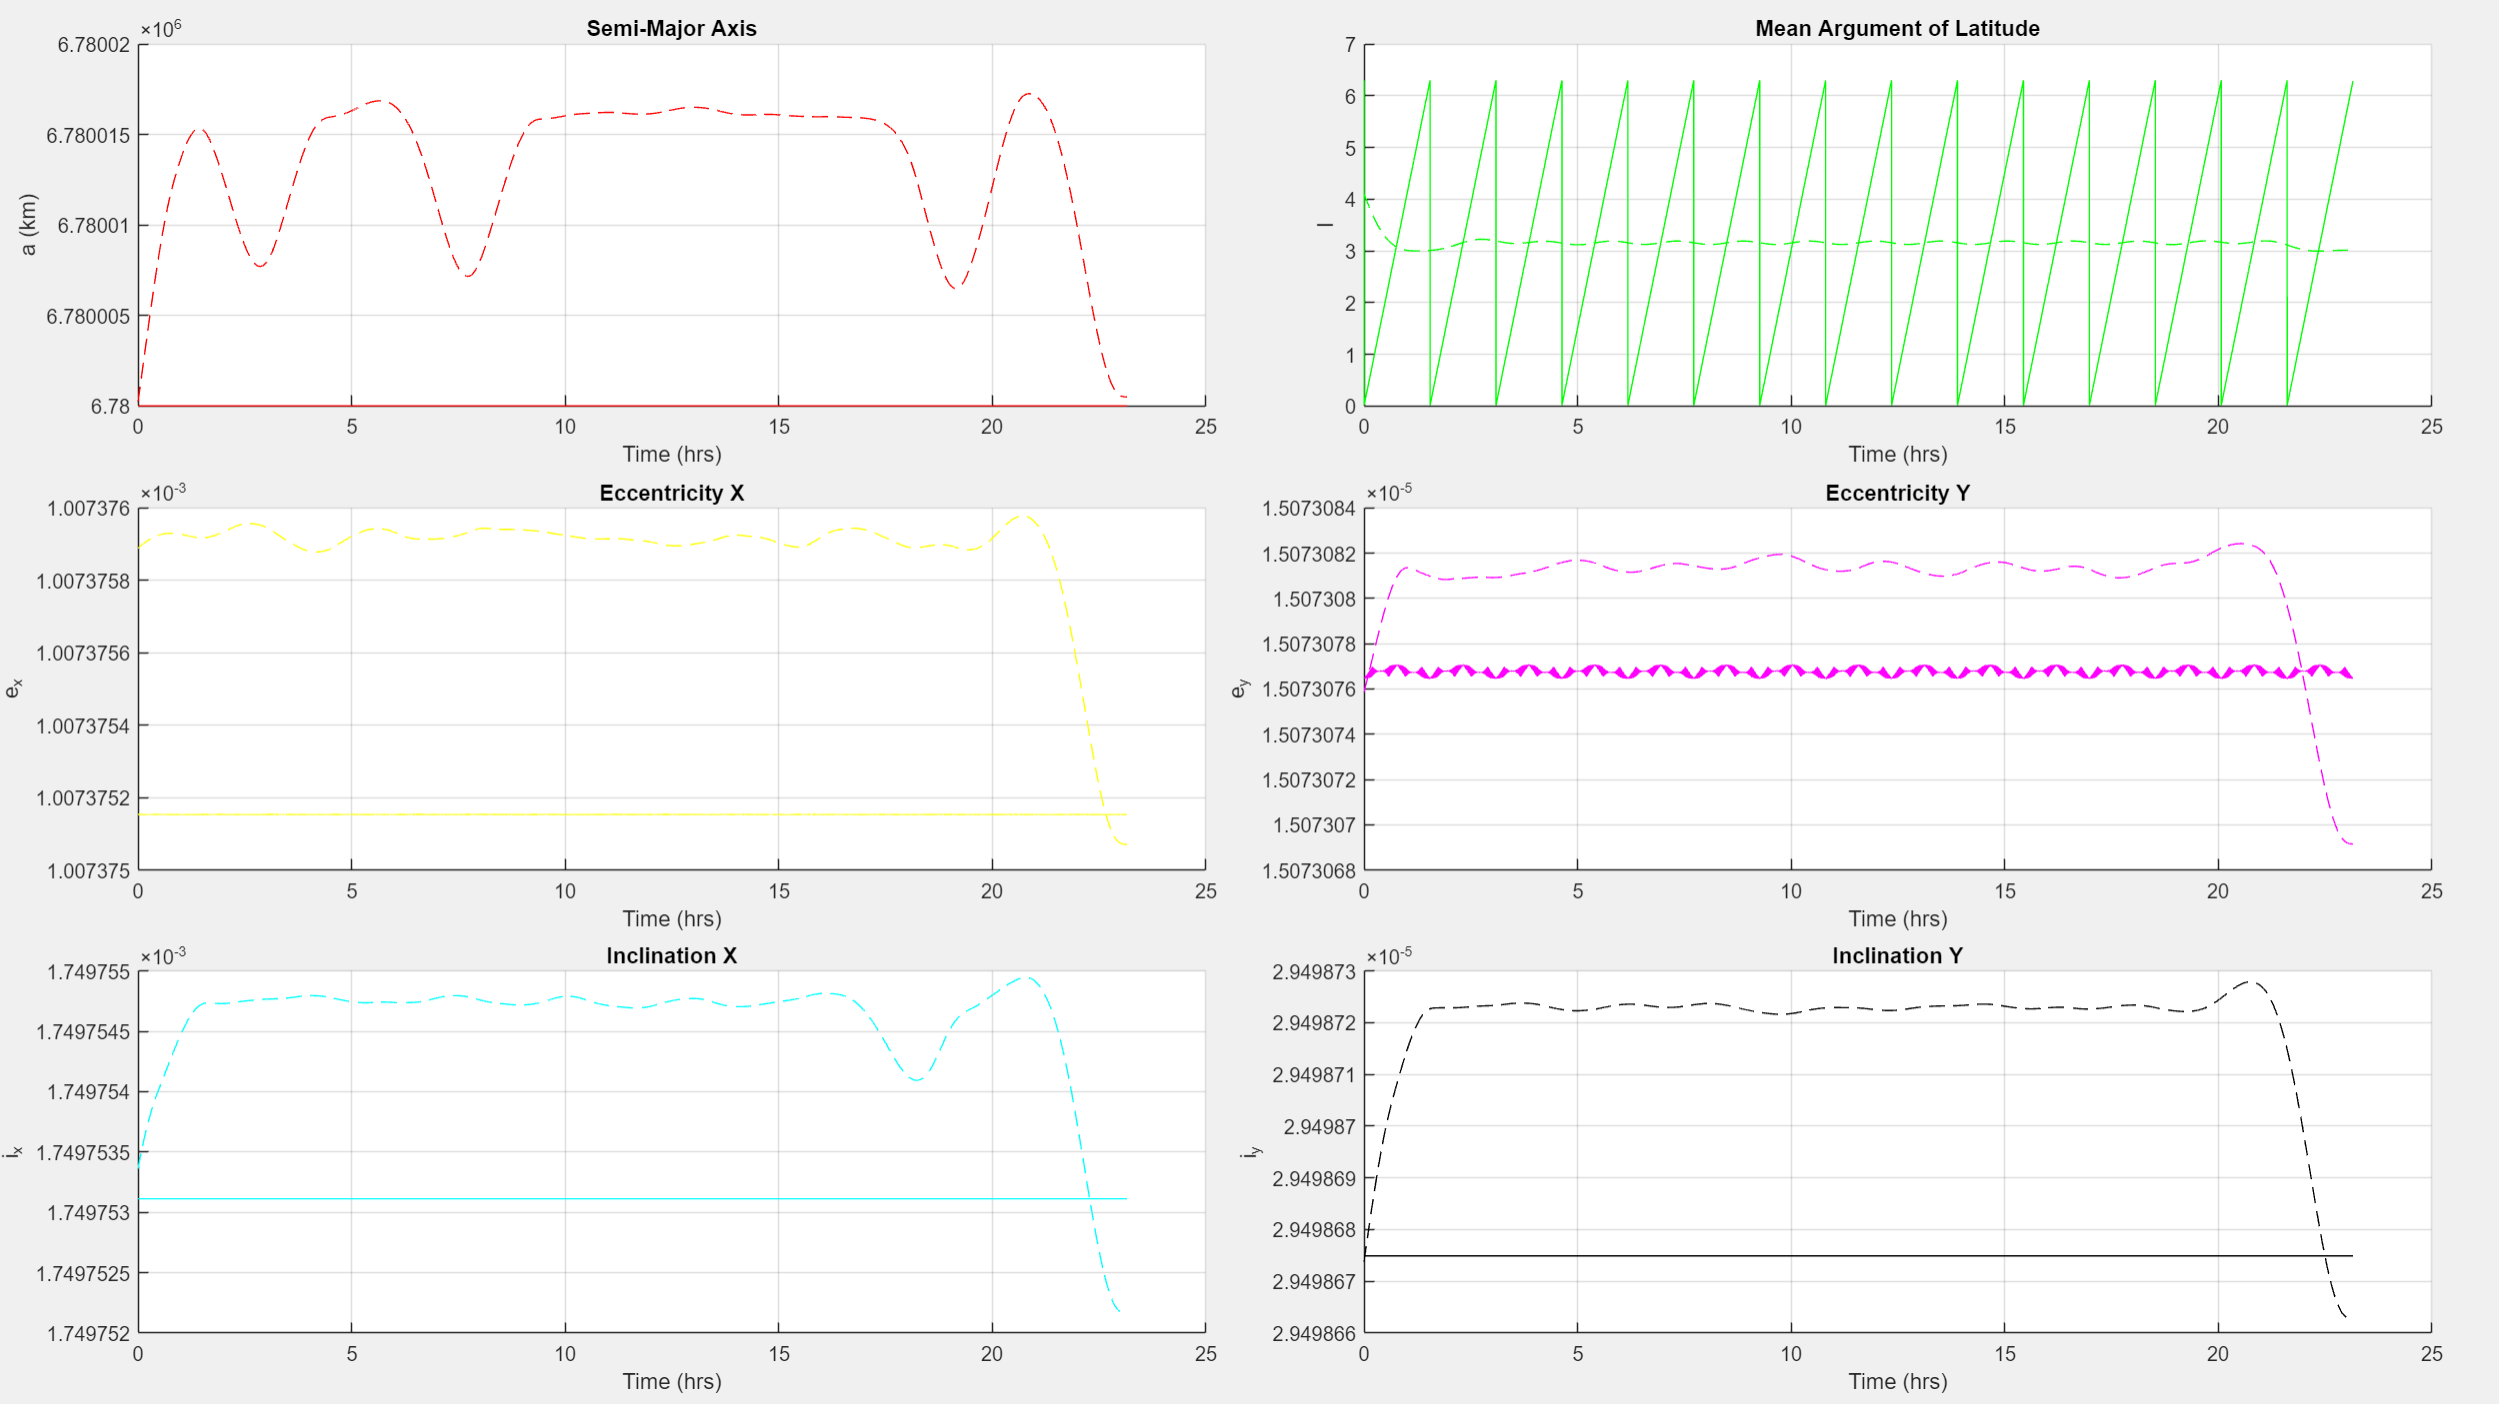 Semi-Major Axis
×10⁶
6.78002
6.780015
6.78001
6.780005
6.78
a (km)
0 5 10 15 20 25
Time (hrs)
Mean Argument of Latitude
7
6
5
4
3
2
1
0
l
0 5 10 15 20 25
Time (hrs)
Eccentricity X
×10⁻³
1.007376
1.0073758
1.0073756
1.0073754
1.0073752
1.007375
eₓ
0 5 10 15 20 25
Time (hrs)
Eccentricity Y
×10⁻⁵
1.5073084
1.5073082
1.507308
1.5073078
1.5073076
1.5073074
1.5073072
1.507307
1.5073068
e_y
0 5 10 15 20 25
Time (hrs)
Inclination X
×10⁻³
1.749755
1.7497545
1.749754
1.7497535
1.749753
1.7497525
1.749752
iₓ
0 5 10 15 20 25
Time (hrs)
Inclination Y
×10⁻⁵
2.949873
2.949872
2.949871
2.94987
2.949869
2.949868
2.949867
2.949866
i_y
0 5 10 15 20 25
Time (hrs)